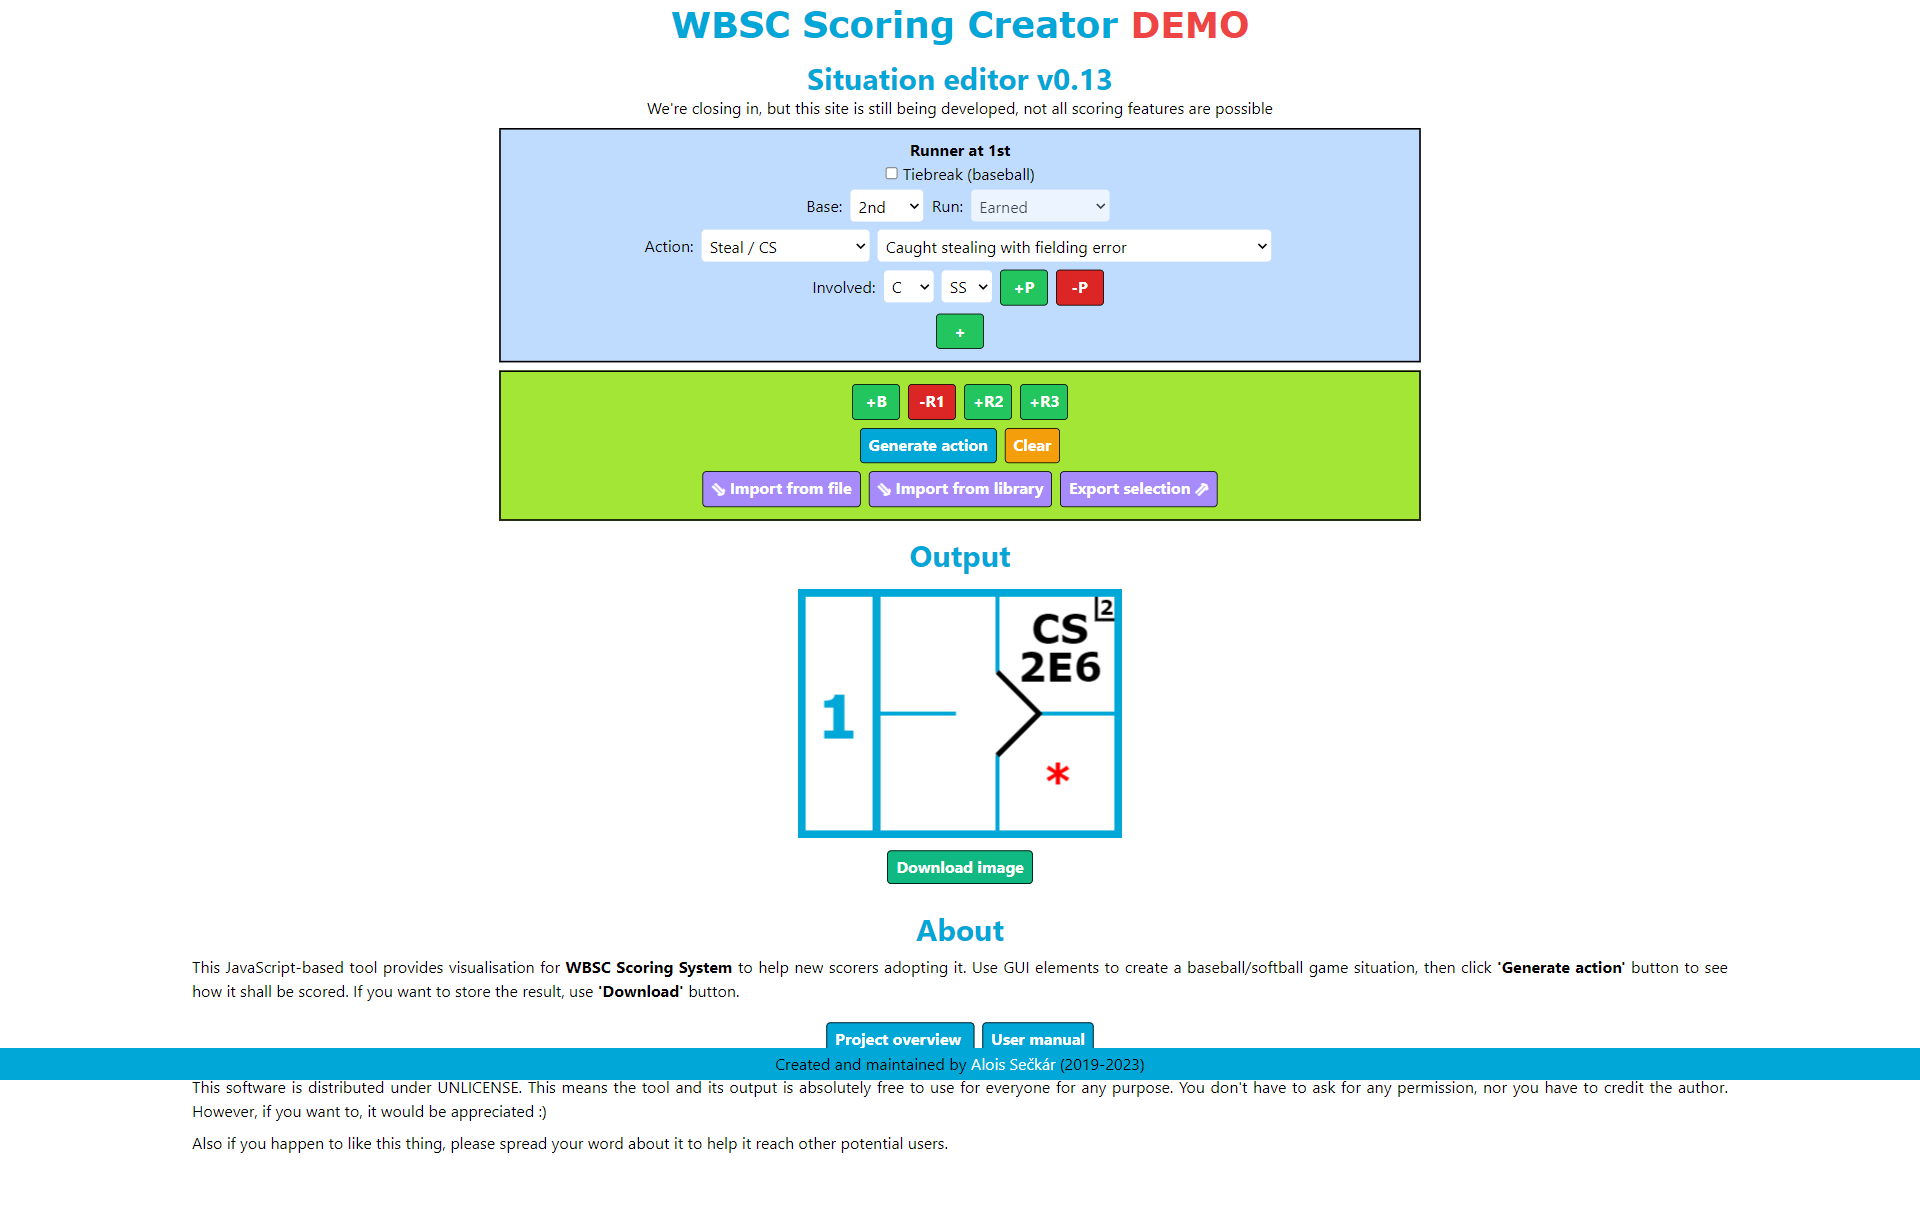 WBSC Scoring Creator DEMO
Situation editor v0.13
We're closing in, but this site is still being developed, not all scoring features are possible
Runner at 1st
Tiebreak (baseball)
Base: 2nd Run: Earned
Action: Steal / CS Caught stealing with fielding error
Involved: C SS +P -P
+
+B -R1 +R2 +R3
Generate action Clear
⇘ Import from file ⇘ Import from library Export selection ⇗
Output
2
CS
2E6
1
*
Download image
About
This JavaScript-based tool provides visualisation for WBSC Scoring System to help new scorers adopting it. Use GUI elements to create a baseball/softball game situation, then click 'Generate action' button to see
how it shall be scored. If you want to store the result, use 'Download' button.
Project overview User manual
Created and maintained by Alois Sečkár (2019-2023)
This software is distributed under UNLICENSE. This means the tool and its output is absolutely free to use for everyone for any purpose. You don't have to ask for any permission, nor you have to credit the author.
However, if you want to, it would be appreciated :)
Also if you happen to like this thing, please spread your word about it to help it reach other potential users.